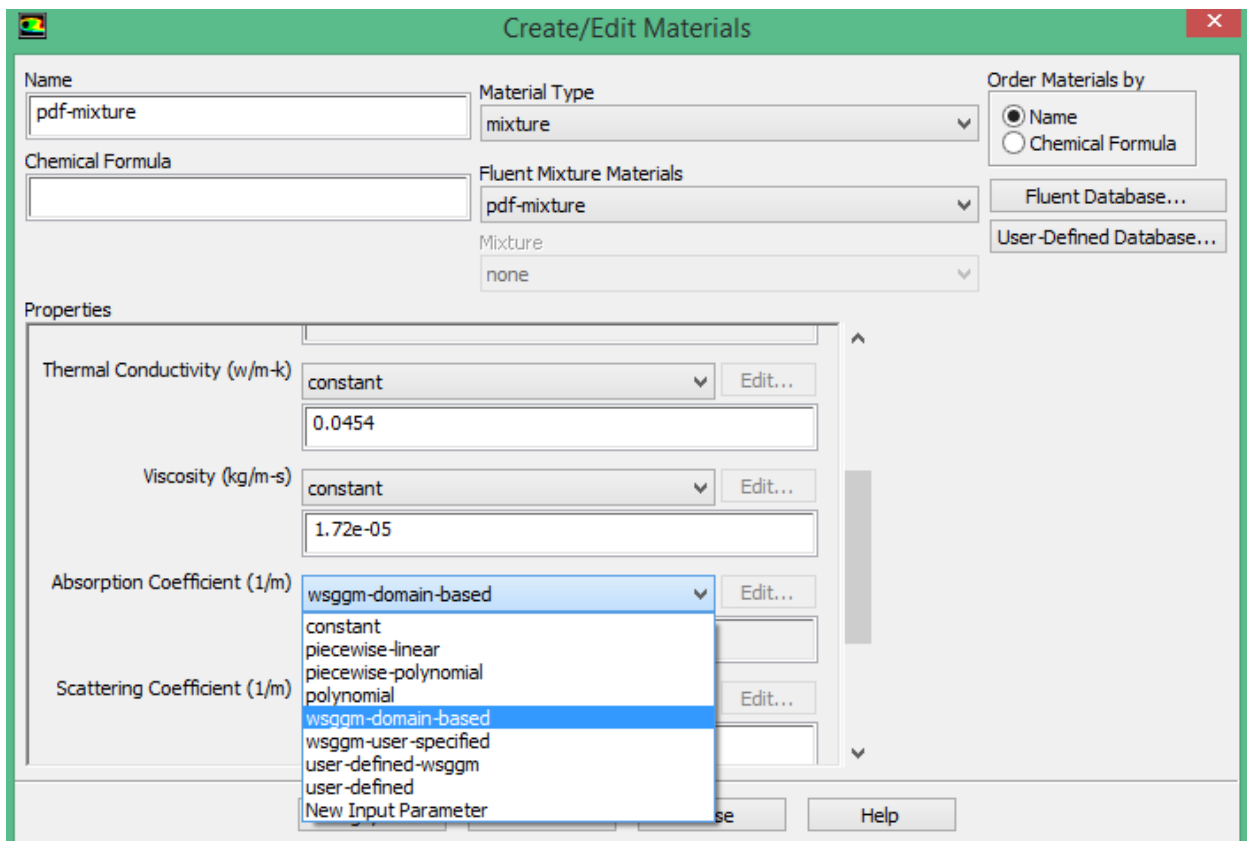 Create/Edit Materials
Name
pdf-mixture
Chemical Formula
Material Type
mixture
Fluent Mixture Materials
pdf-mixture
Mixture
none
Order Materials by
Name
Chemical Formula
Fluent Database...
User-Defined Database...
Properties
Thermal Conductivity (w/m-k)
constant
Edit...
0.0454
Viscosity (kg/m-s)
constant
Edit...
1.72e-05
Absorption Coefficient (1/m)
wsggm-domain-based
Edit...
constant
piecewise-linear
piecewise-polynomial
polynomial
wsggm-domain-based
wsggm-user-specified
user-defined-wsggm
user-defined
New Input Parameter
Scattering Coefficient (1/m)
Edit...
Help